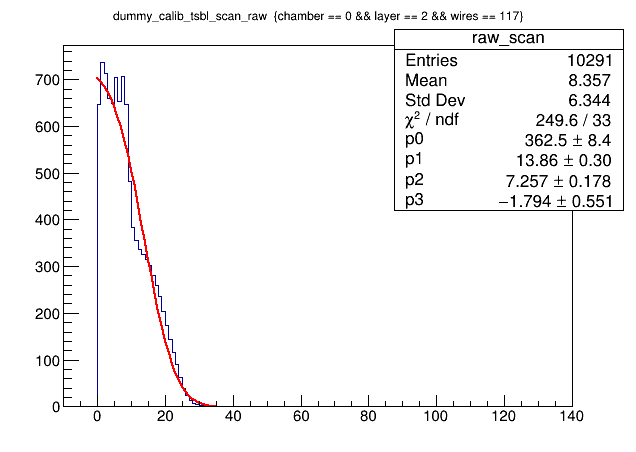 dummy_calib_tsbl_scan_raw {chamber == 0 && layer == 2 && wires == 117}
raw_scan
Entries 10291
Mean 8.357
Std Dev 6.344
χ² / ndf 249.6 / 33
p0 362.5 ± 8.4
p1 13.86 ± 0.30
p2 7.257 ± 0.178
p3 −1.794 ± 0.551
700
600
500
400
300
200
100
0
0 20 40 60 80 100 120 140